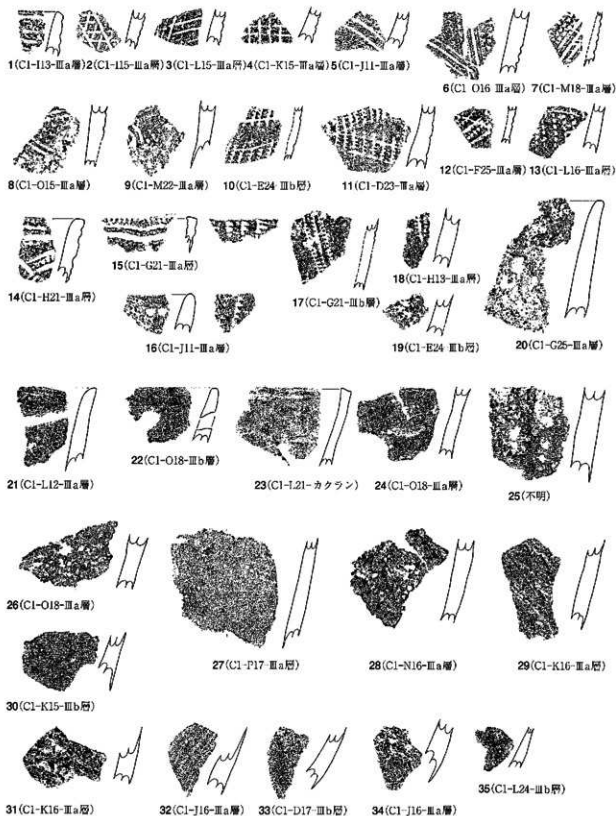 1(C1-I13-Ⅲa層) 2(C1-I15-Ⅲa層) 3(C1-L15-Ⅲa層) 4(C1-K15-Ⅲa層) 5(C1-J11-Ⅲa層)
6(C1-O16-Ⅲa層) 7(C1-M18-Ⅲa層)
8(C1-O15-Ⅲa層) 9(C1-M22-Ⅲa層) 10(C1-E24-Ⅲb層) 11(C1-D23-Ⅲa層) 12(C1-F25-Ⅲa層) 13(C1-L16-Ⅲa層)
14(C1-H21-Ⅲa層) 15(C1-G21-Ⅲa層) 17(C1-G21-Ⅲb層) 18(C1-H13-Ⅲa層)
16(C1-J11-Ⅲa層) 19(C1-E24-Ⅲb層) 20(C1-G25-Ⅲa層)
21(C1-L12-Ⅲa層) 22(C1-O18-Ⅲb層) 23(C1-L21-カクラン) 24(C1-O18-Ⅲa層) 25(不明)
26(C1-O18-Ⅲa層) 27(C1-P17-Ⅲa層) 28(C1-N16-Ⅲa層) 29(C1-K16-Ⅲa層)
30(C1-K15-Ⅲb層)
31(C1-K16-Ⅲa層) 32(C1-J16-Ⅲa層) 33(C1-D17-Ⅲb層) 34(C1-J16-Ⅲa層) 35(C1-L24-Ⅲb層)